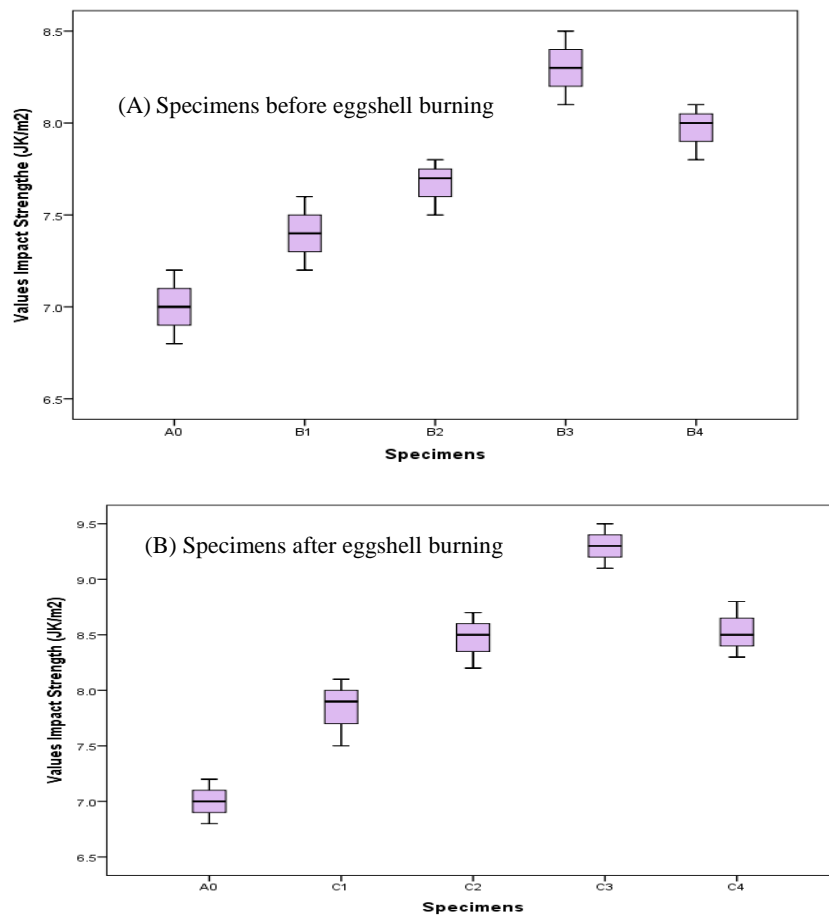 (A) Specimens before eggshell burning
Values Impact Strengthe (JK/m2)
8.5
8.0
7.5
7.0
6.5
A0 B1 B2 B3 B4
Specimens
(B) Specimens after eggshell burning
Values Impact Strength (JK/m2)
9.5
9.0
8.5
8.0
7.5
7.0
6.5
A0 C1 C2 C3 C4
Specimens